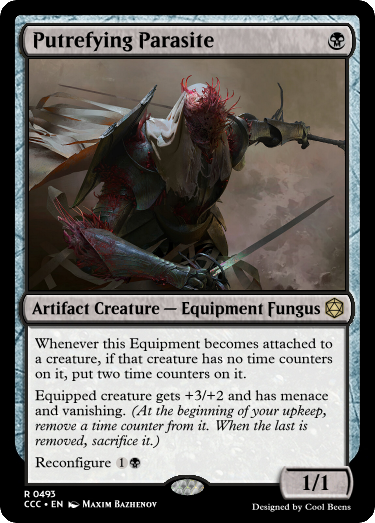 Putrefying Parasite
Artifact Creature — Equipment Fungus
Whenever this Equipment becomes attached to
a creature, if that creature has no time counters
on it, put two time counters on it.
Equipped creature gets +3/+2 and has menace
and vanishing. (At the beginning of your upkeep,
remove a time counter from it. When the last is
removed, sacrifice it.)
Reconfigure 1
1/1
R 0493
CCC • EN Maxim Bazhenov
Designed by Cool Beens